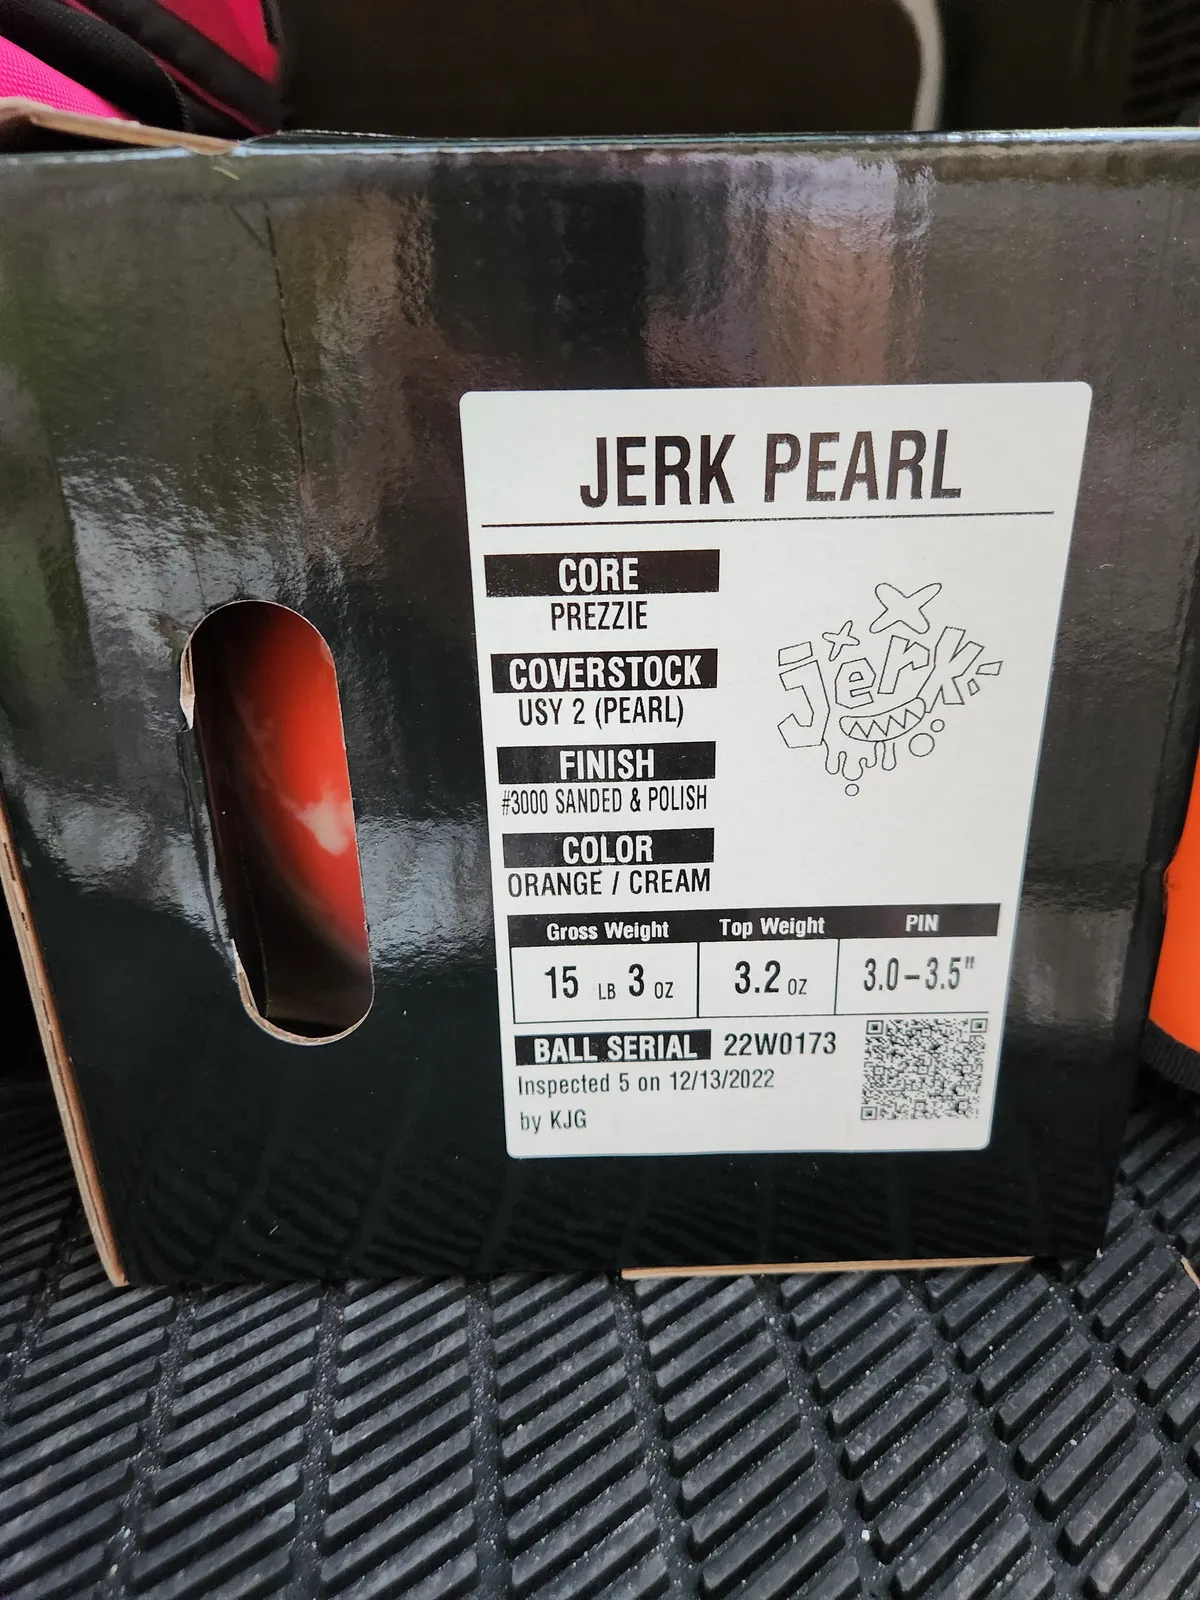 JERK PEARL
CORE
PREZZIE
COVERSTOCK
USY 2 (PEARL)
FINISH
#3000 SANDED & POLISH
COLOR
ORANGE / CREAM
jerk
Gross Weight Top Weight PIN
15 LB 3 OZ 3.2 OZ 3.0-3.5"
BALL SERIAL 22W0173
Inspected 5 on 12/13/2022
by KJG